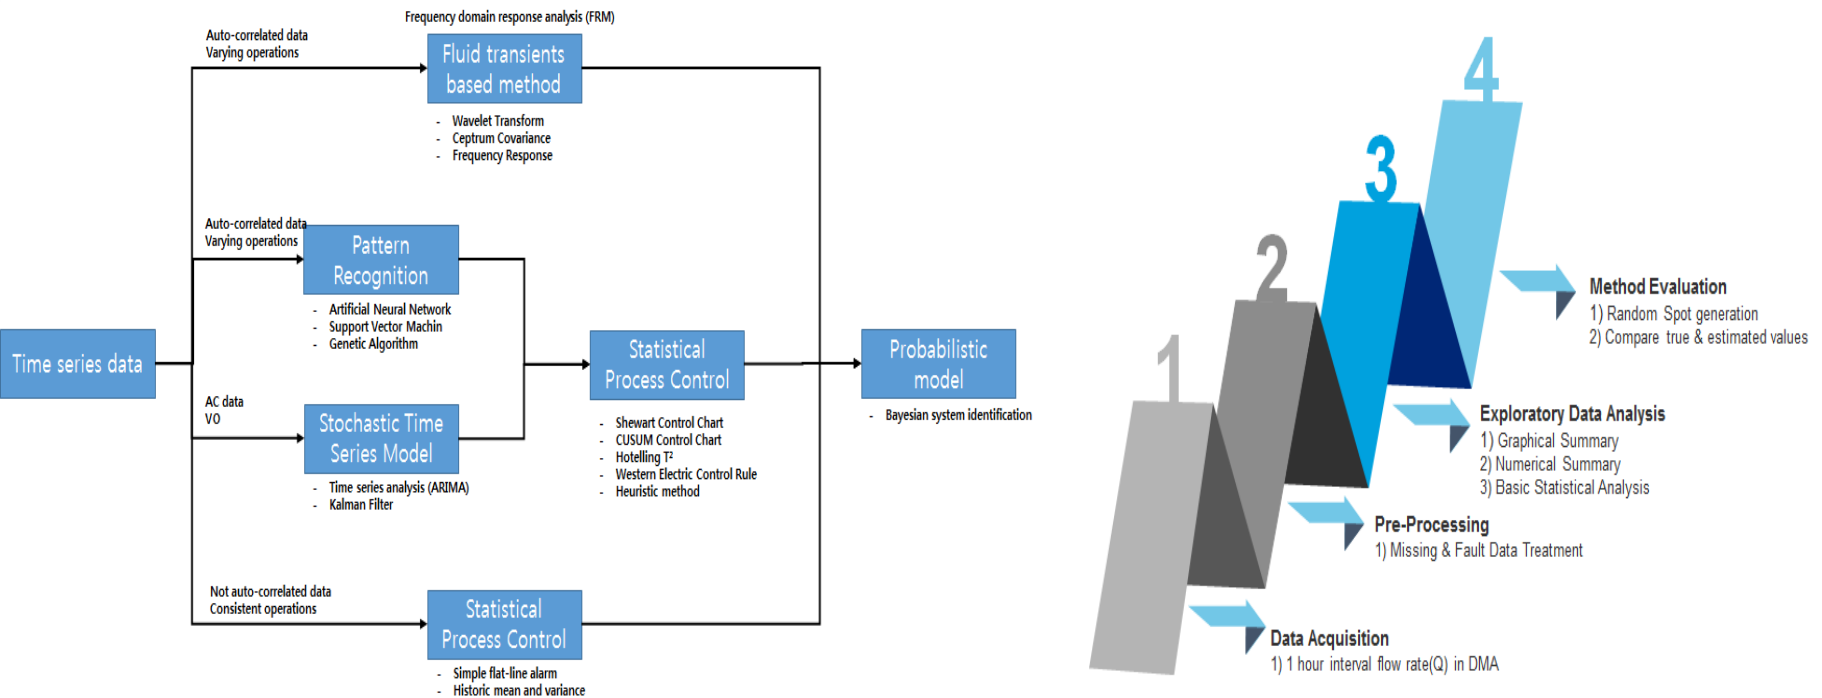 Frequency domain response analysis (FRM)
Auto-correlated data
Varying operations
Fluid transients
based method
- Wavelet Transform
- Ceptrum Covariance
- Frequency Response
Auto-correlated data
Varying operations
Pattern
Recognition
- Artificial Neural Network
- Support Vector Machin
- Genetic Algorithm
Time series data
AC data
VO
Stochastic Time
Series Model
- Time series analysis (ARIMA)
- Kalman Filter
Statistical
Process Control
- Shewart Control Chart
- CUSUM Control Chart
- Hotelling T²
- Western Electric Control Rule
- Heuristic method
Probabilistic
model
- Bayesian system identification
Not auto-correlated data
Consistent operations
Statistical
Process Control
- Simple flat-line alarm
- Historic mean and variance
4
3
2
1
Method Evaluation
1) Random Spot generation
2) Compare true & estimated values
Exploratory Data Analysis
1) Graphical Summary
2) Numerical Summary
3) Basic Statistical Analysis
Pre-Processing
1) Missing & Fault Data Treatment
Data Acquisition
1) 1 hour interval flow rate(Q) in DMA